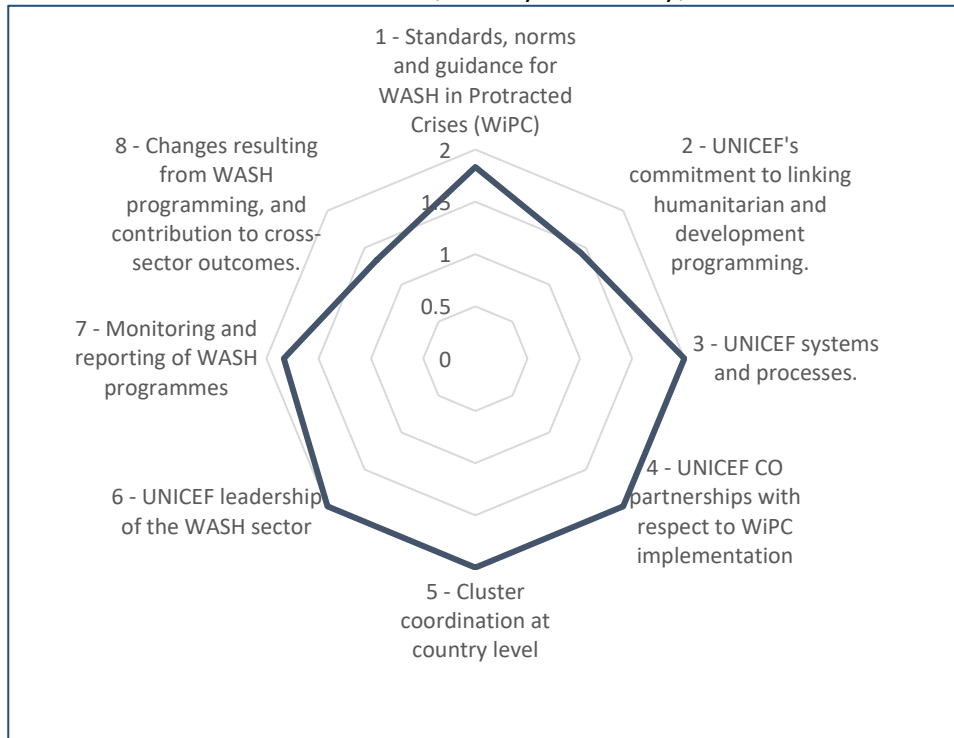 1 - Standards, norms
and guidance for
WASH in Protracted
Crises (WiPC)
2 - UNICEF's
commitment to linking
humanitarian and
development
programming.
3 - UNICEF systems
and processes.
4 - UNICEF CO
partnerships with
respect to WiPC
implementation
5 - Cluster
coordination at
country level
6 - UNICEF leadership
of the WASH sector
7 - Monitoring and
reporting of WASH
programmes
8 - Changes resulting
from WASH
programming, and
contribution to cross-
sector outcomes.
2
1.5
1
0.5
0